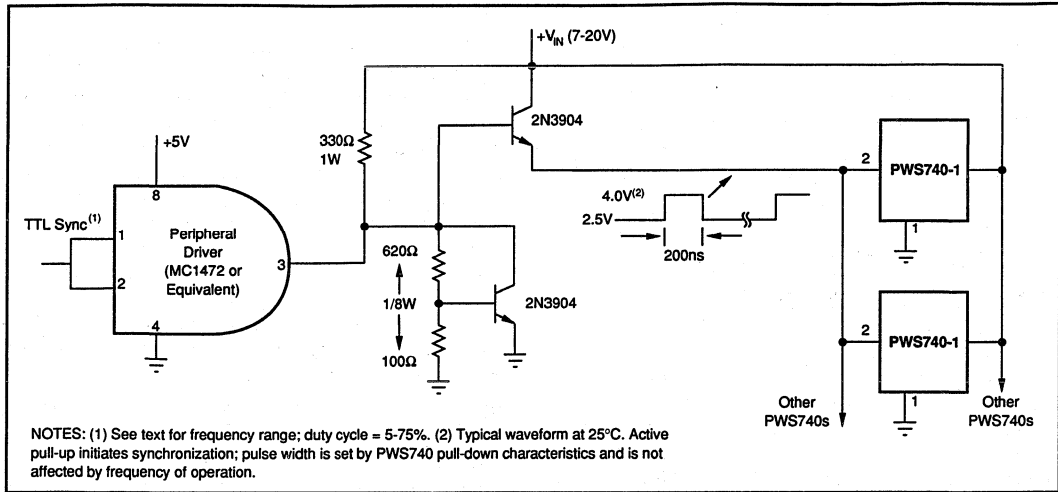 +V_IN (7-20V)
2N3904
330Ω
1W
+5V
8
TTL Sync(1)
1
2
Peripheral
Driver
(MC1472 or
Equivalent)
3
4
620Ω
1/8W
100Ω
2N3904
4.0V(2)
2.5V
200ns
2
PWS740-1
1
2
PWS740-1
1
Other
PWS740s
Other
PWS740s
NOTES: (1) See text for frequency range; duty cycle = 5-75%. (2) Typical waveform at 25°C. Active
pull-up initiates synchronization; pulse width is set by PWS740 pull-down characteristics and is not
affected by frequency of operation.